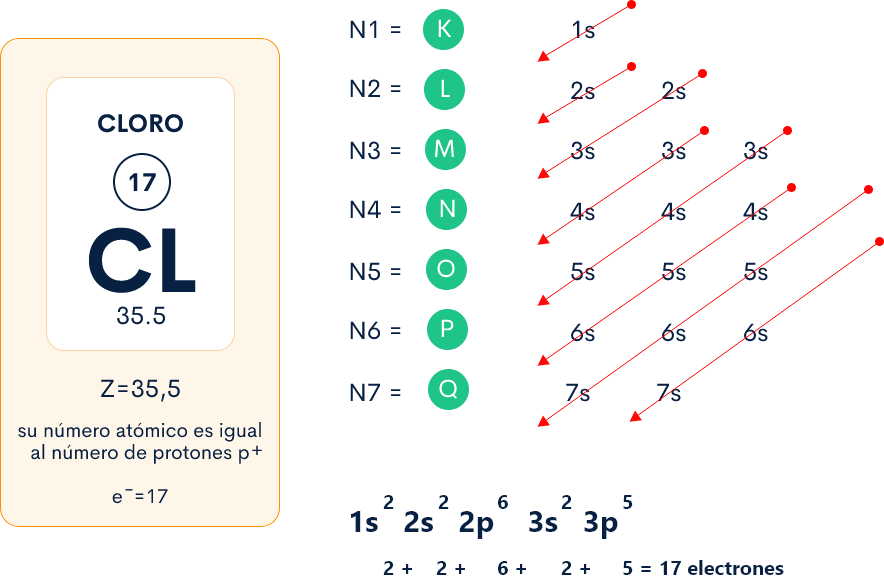 CLORO
17
CL
35.5
Z=35,5
su número atómico es igual
al número de protones p+
e⁻=17
N1 = K 1s
N2 = L 2s 2s
N3 = M 3s 3s 3s
N4 = N 4s 4s 4s
N5 = O 5s 5s 5s
N6 = P 6s 6s 6s
N7 = Q 7s 7s
1s² 2s² 2p⁶ 3s² 3p⁵
2 + 2 + 6 + 2 + 5 = 17 electrones